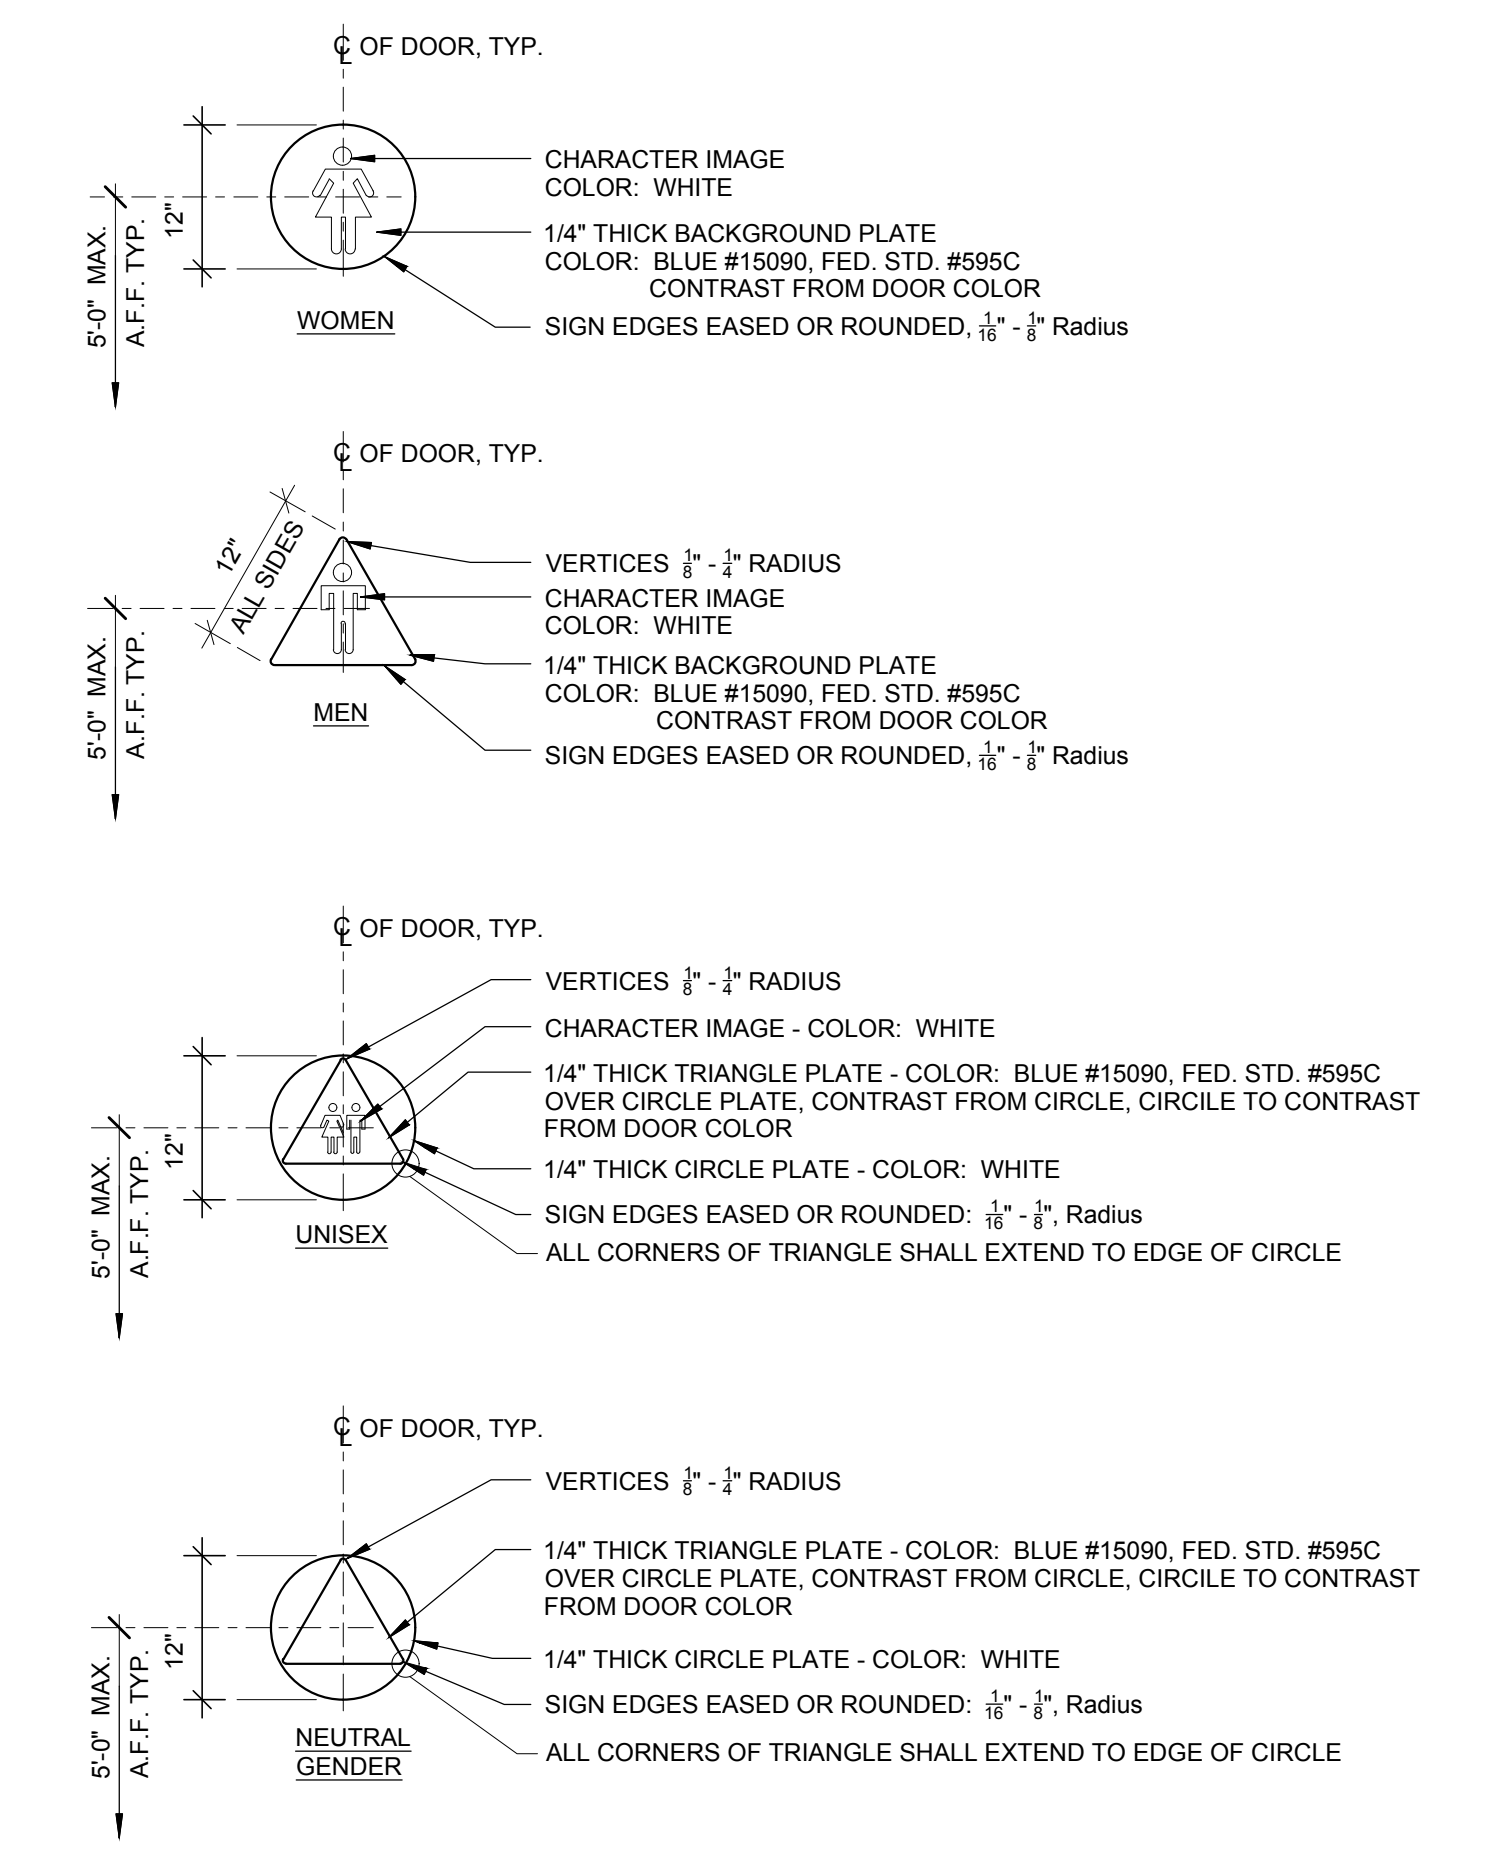 ℄ OF DOOR, TYP.
CHARACTER IMAGE
COLOR: WHITE
12"
5'-0" MAX.
A.F.F. TYP.
1/4" THICK BACKGROUND PLATE
COLOR: BLUE #15090, FED. STD. #595C
CONTRAST FROM DOOR COLOR
WOMEN
SIGN EDGES EASED OR ROUNDED, 1/16" - 1/8" Radius
℄ OF DOOR, TYP.
12"
ALL SIDES
VERTICES 1/8" - 1/4" RADIUS
CHARACTER IMAGE
COLOR: WHITE
5'-0" MAX.
A.F.F. TYP.
1/4" THICK BACKGROUND PLATE
COLOR: BLUE #15090, FED. STD. #595C
CONTRAST FROM DOOR COLOR
MEN
SIGN EDGES EASED OR ROUNDED, 1/16" - 1/8" Radius
℄ OF DOOR, TYP.
VERTICES 1/8" - 1/4" RADIUS
CHARACTER IMAGE - COLOR: WHITE
1/4" THICK TRIANGLE PLATE - COLOR: BLUE #15090, FED. STD. #595C
OVER CIRCLE PLATE, CONTRAST FROM CIRCLE, CIRCILE TO CONTRAST
FROM DOOR COLOR
12"
5'-0" MAX.
A.F.F. TYP.
1/4" THICK CIRCLE PLATE - COLOR: WHITE
SIGN EDGES EASED OR ROUNDED: 1/16" - 1/8", Radius
UNISEX
ALL CORNERS OF TRIANGLE SHALL EXTEND TO EDGE OF CIRCLE
℄ OF DOOR, TYP.
VERTICES 1/8" - 1/4" RADIUS
1/4" THICK TRIANGLE PLATE - COLOR: BLUE #15090, FED. STD. #595C
OVER CIRCLE PLATE, CONTRAST FROM CIRCLE, CIRCILE TO CONTRAST
FROM DOOR COLOR
12"
5'-0" MAX.
A.F.F. TYP.
1/4" THICK CIRCLE PLATE - COLOR: WHITE
SIGN EDGES EASED OR ROUNDED: 1/16" - 1/8", Radius
NEUTRAL
GENDER
ALL CORNERS OF TRIANGLE SHALL EXTEND TO EDGE OF CIRCLE